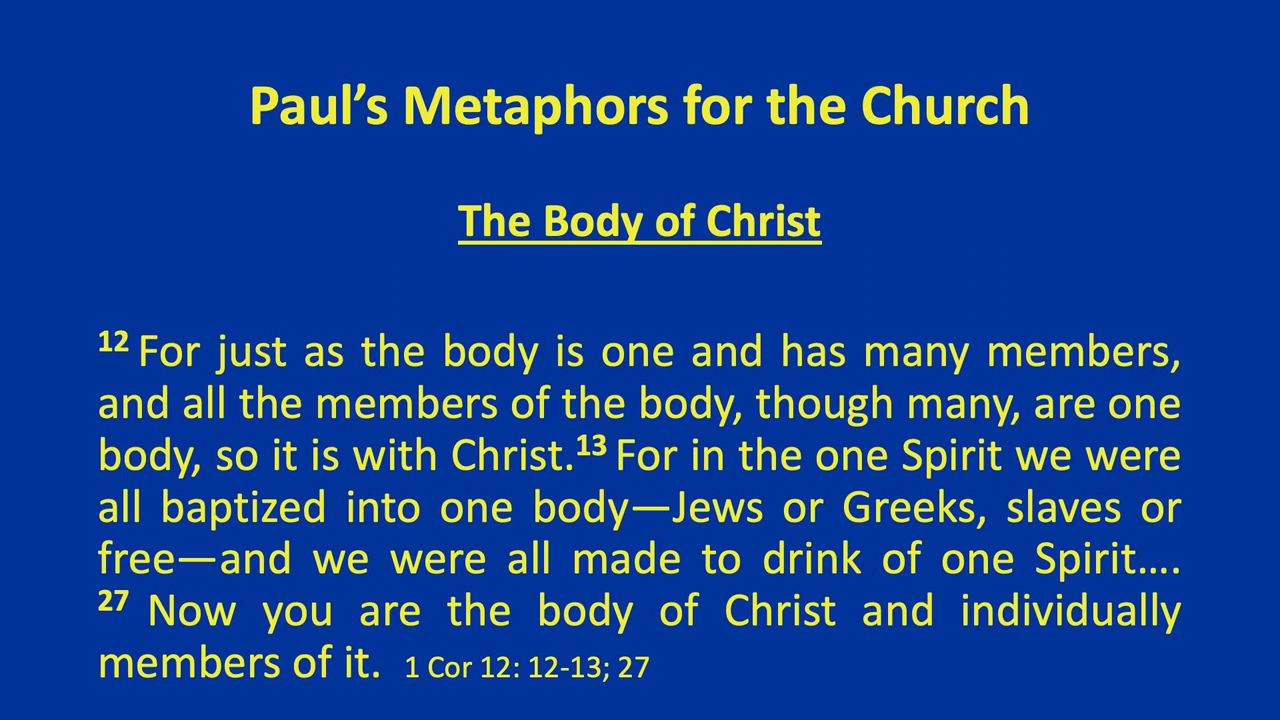 Paul’s Metaphors for the Church
The Body of Christ
12 For just as the body is one and has many members,
and all the members of the body, though many, are one
body, so it is with Christ.13 For in the one Spirit we were
all baptized into one body—Jews or Greeks, slaves or
free—and we were all made to drink of one Spirit....
27 Now you are the body of Christ and individually
members of it. 1 Cor 12: 12-13; 27